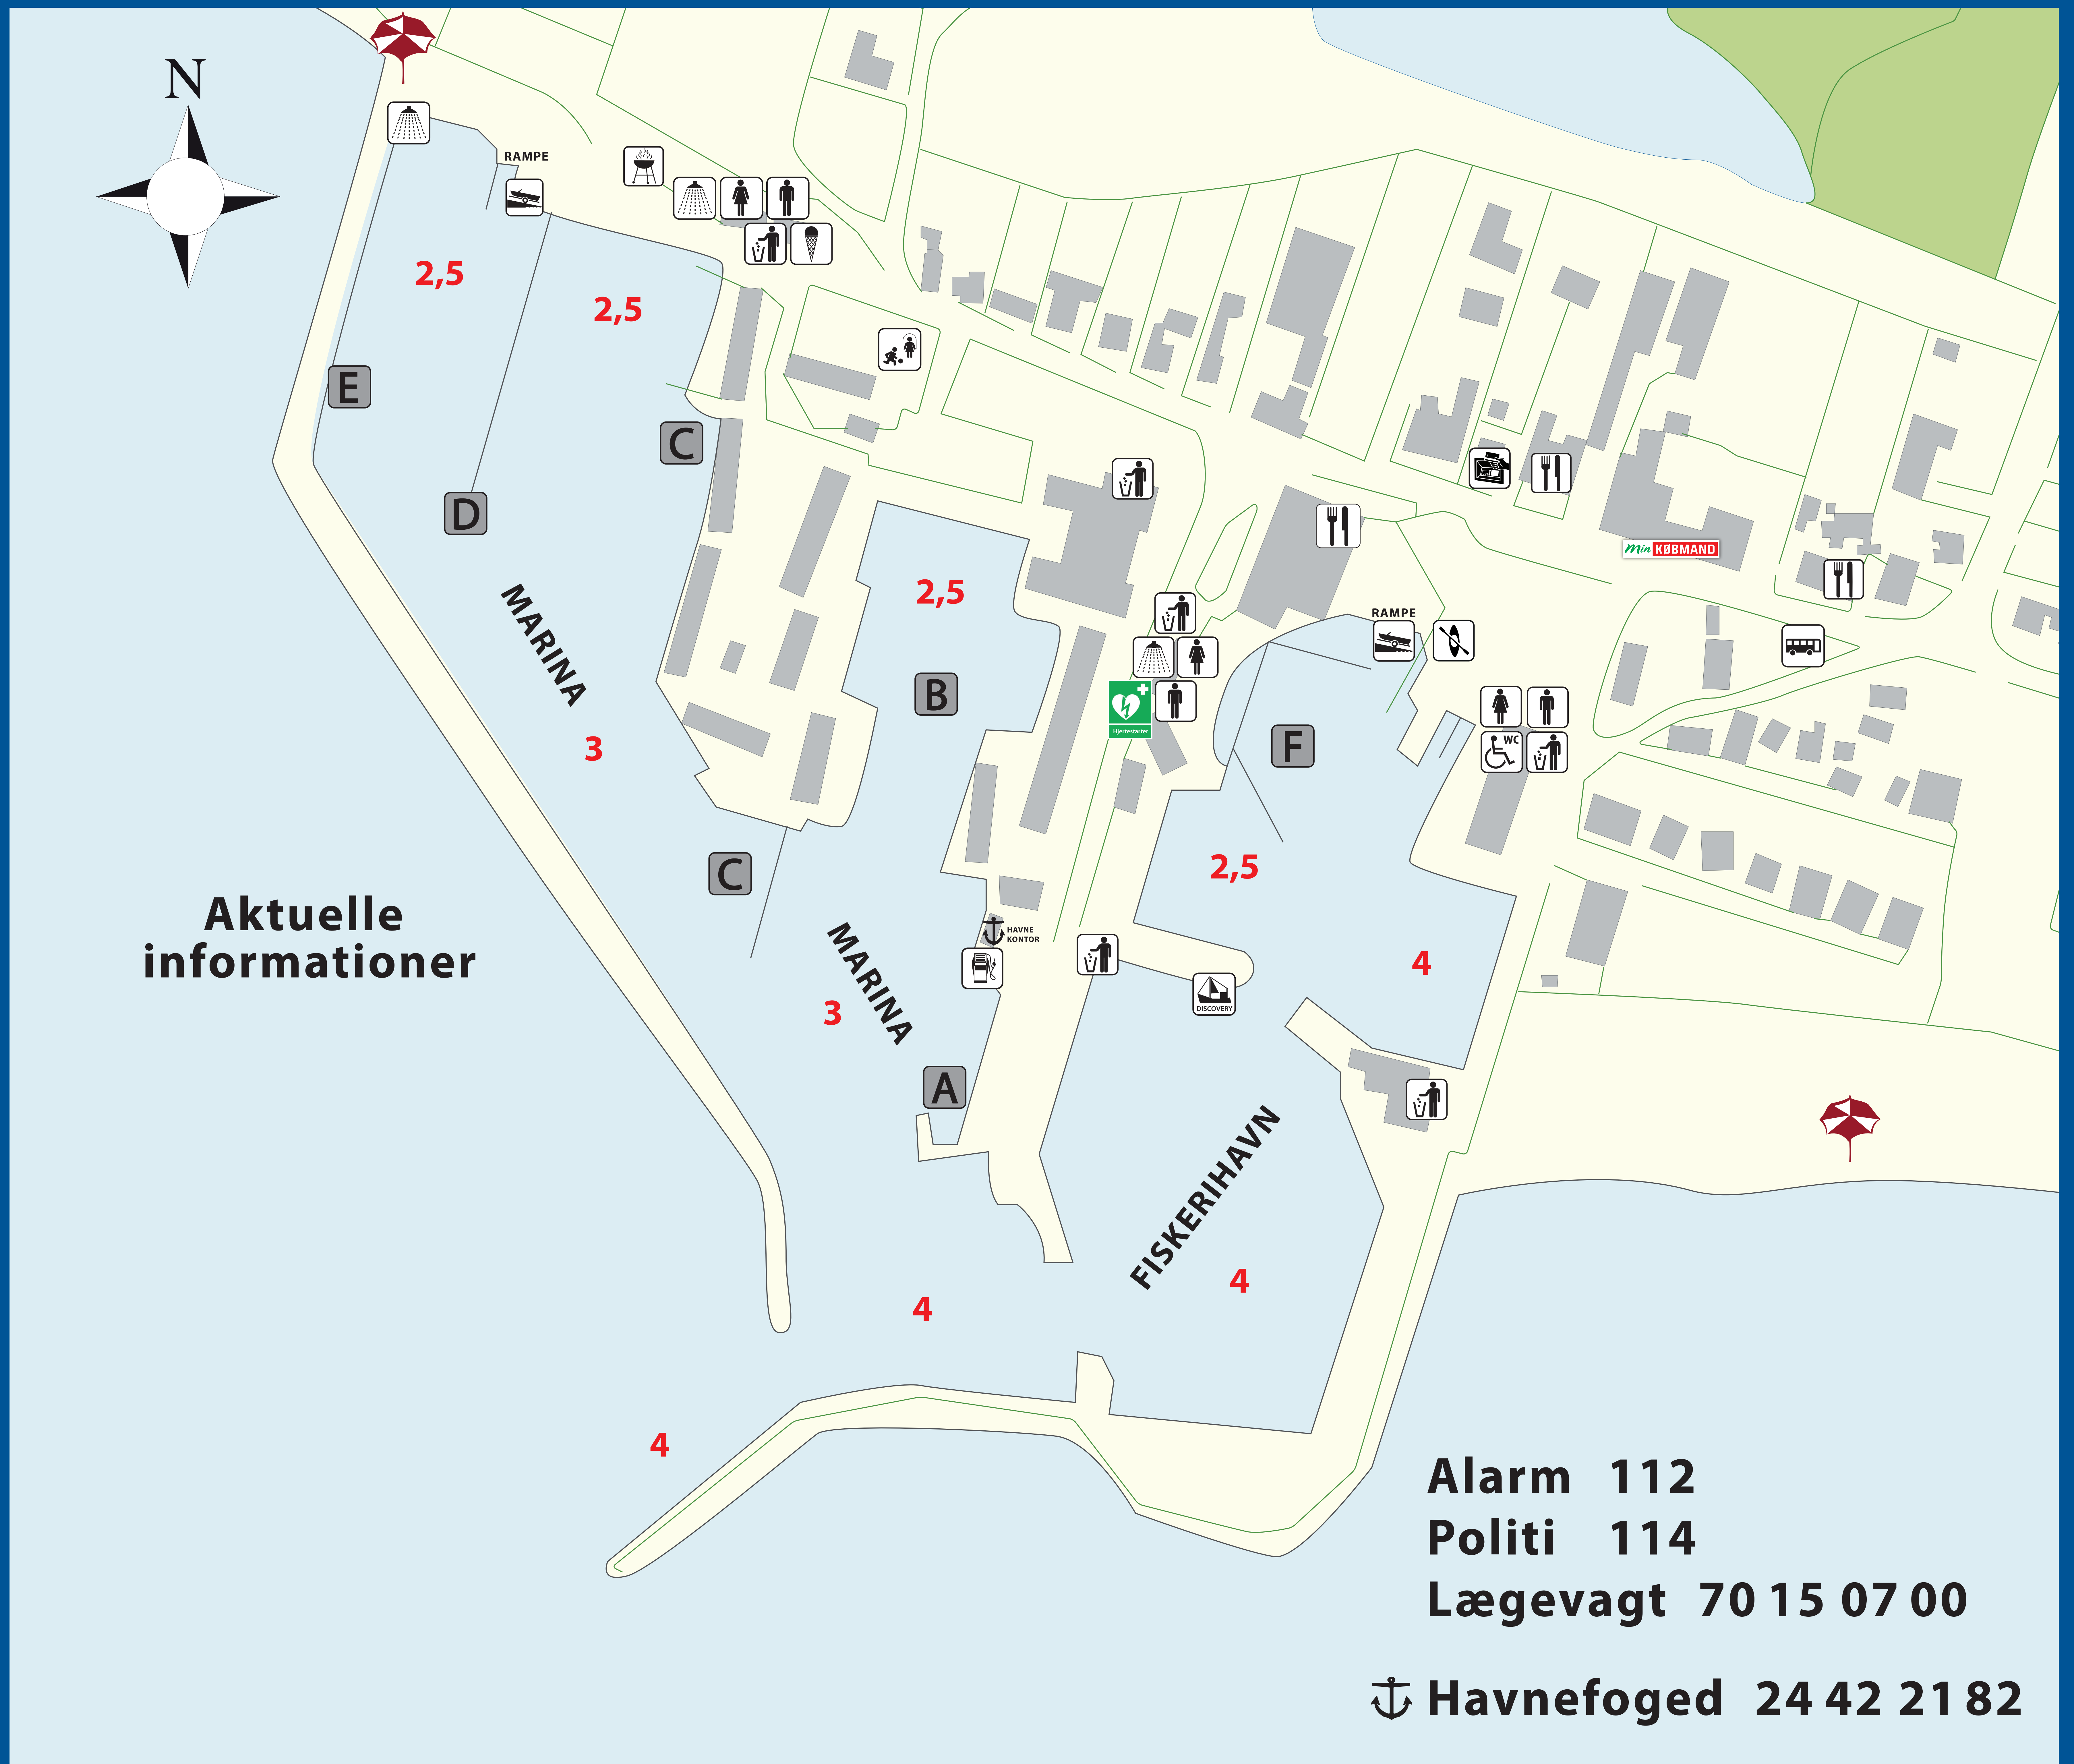 N
RAMPE
2,5
2,5
E
C
D
2,5
MARINA
RAMPE
min KØBMAND
WC
B
Hjertestarter
F
3
2,5
C
Aktuelle
informationer
MARINA
HAVNE
KONTOR
4
DISCOVERY
3
A
FISKERIHAVN
4
4
4
Alarm 112
Politi 114
Lægevagt 70 15 07 00
Havnefoged 24 42 21 82